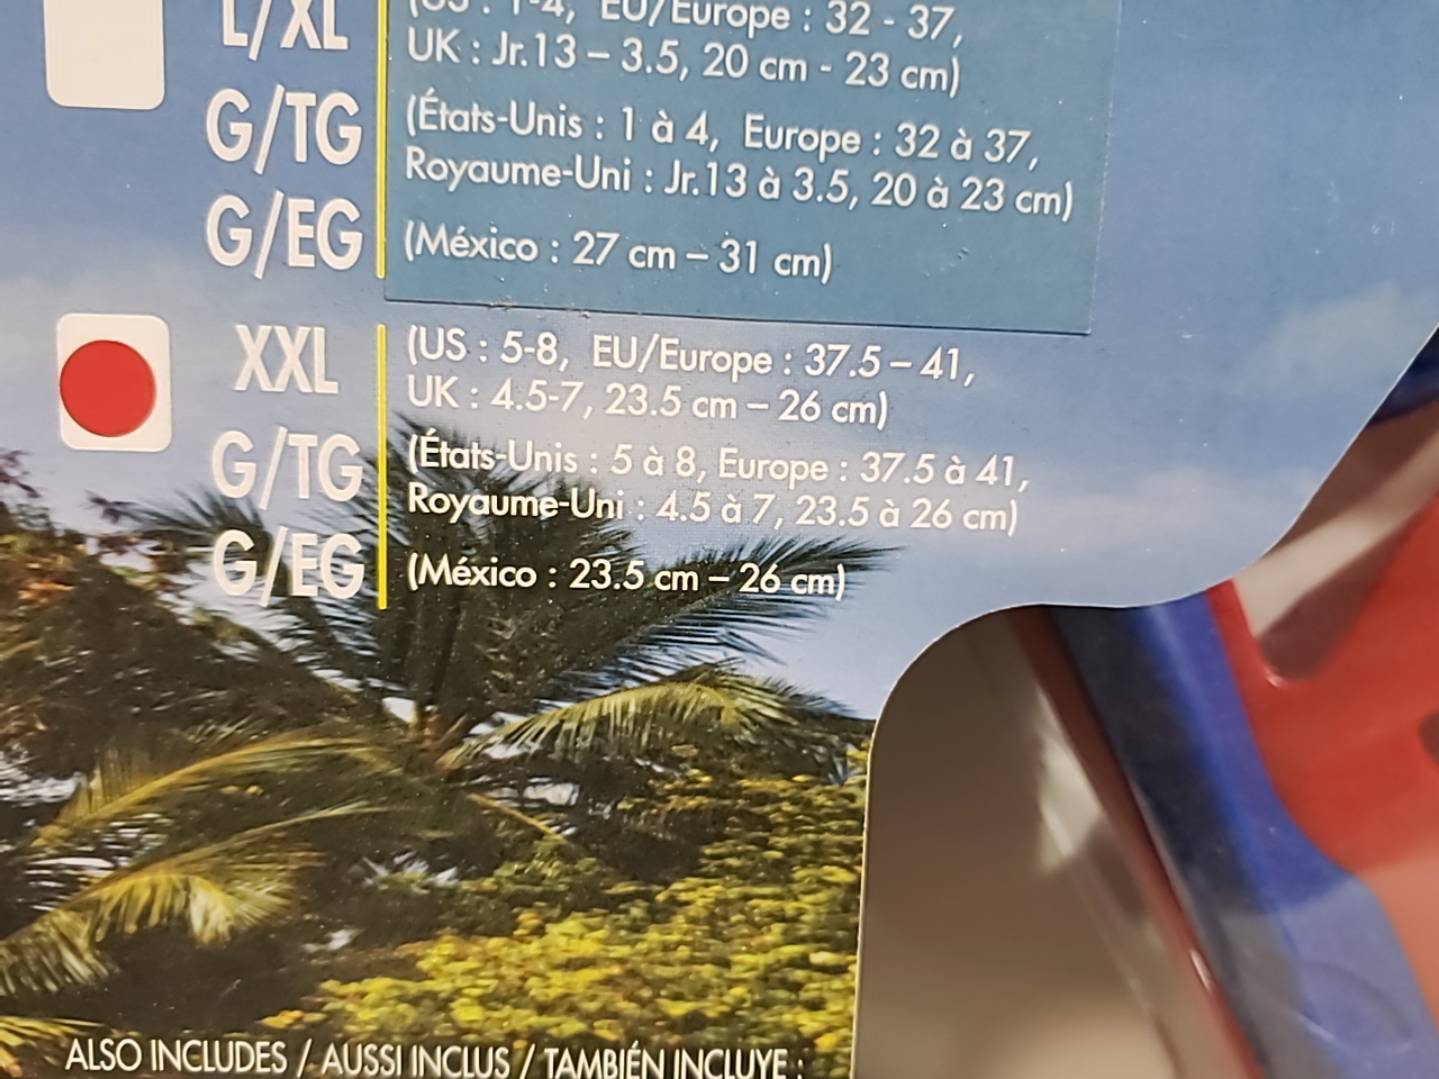 L/XL
(US : 1-4, EU/Europe : 32 - 37,
UK : Jr.13 – 3.5, 20 cm - 23 cm)
G/TG
(États-Unis : 1 à 4, Europe : 32 à 37,
Royaume-Uni : Jr.13 à 3.5, 20 à 23 cm)
G/EG
(México : 27 cm – 31 cm)
XXL
(US : 5-8, EU/Europe : 37.5 – 41,
UK : 4.5-7, 23.5 cm – 26 cm)
G/TG
(États-Unis : 5 à 8, Europe : 37.5 à 41,
Royaume-Uni : 4.5 à 7, 23.5 à 26 cm)
G/EG
(México : 23.5 cm – 26 cm)
ALSO INCLUDES / AUSSI INCLUS / TAMBIÉN INCLUYE :